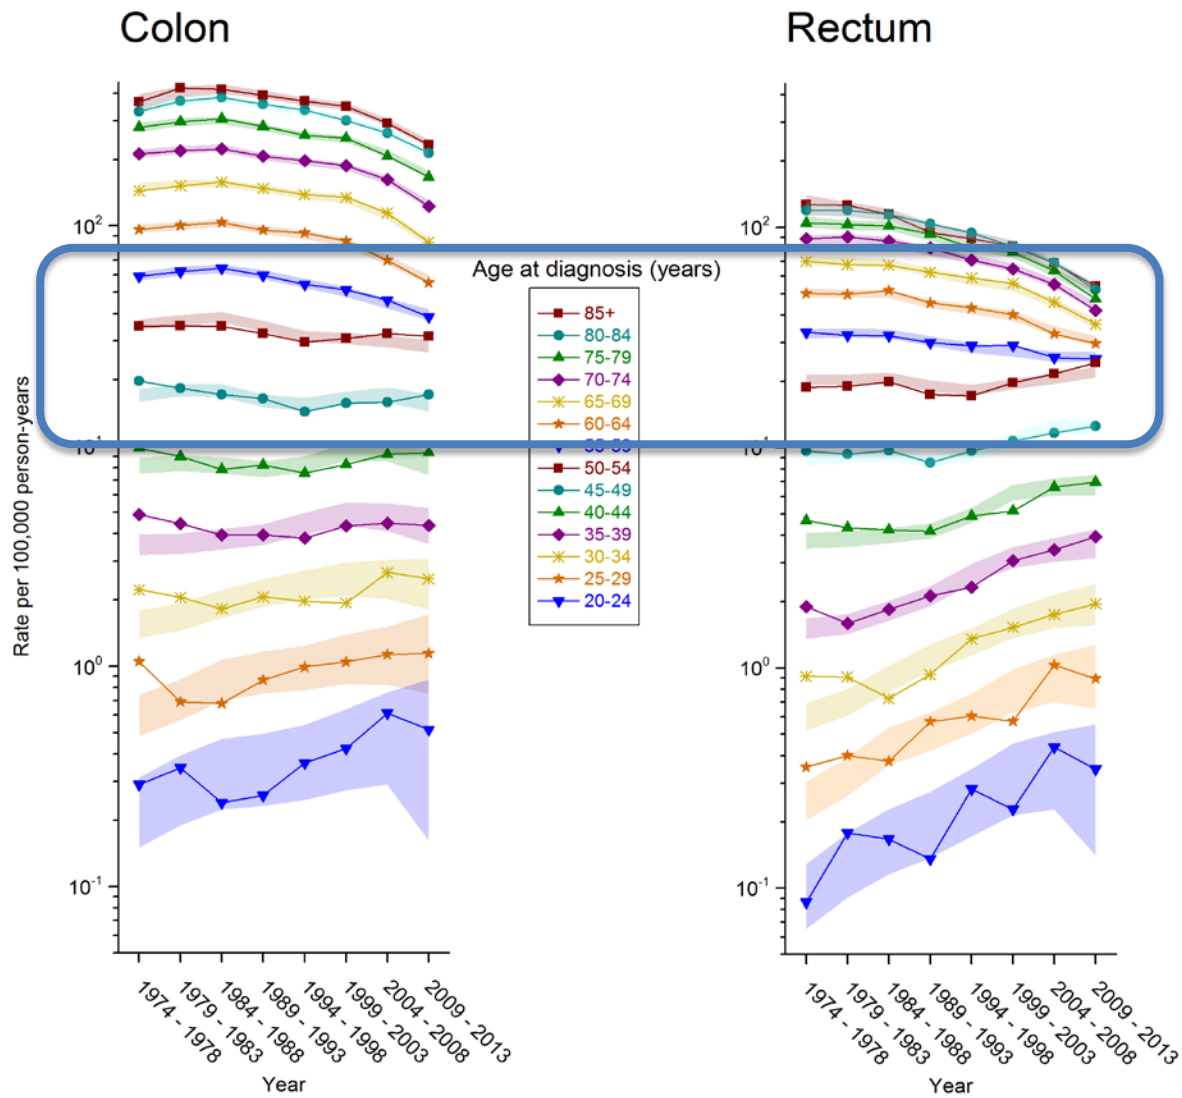 Colon
Rectum
Rate per 100,000 person-years
10²
10¹
10⁰
10⁻¹
10²
10⁰
10⁻¹
Age at diagnosis (years)
85+
80-84
75-79
70-74
65-69
60-64
50-54
45-49
40-44
35-39
30-34
25-29
20-24
1974 - 1978
1979 - 1983
1984 - 1988
1989 - 1993
1994 - 1998
1999 - 2003
2004 - 2008
2009 - 2013
Year
1974 - 1978
1979 - 1983
1984 - 1988
1989 - 1993
1994 - 1998
1999 - 2003
2004 - 2008
2009 - 2013
Year